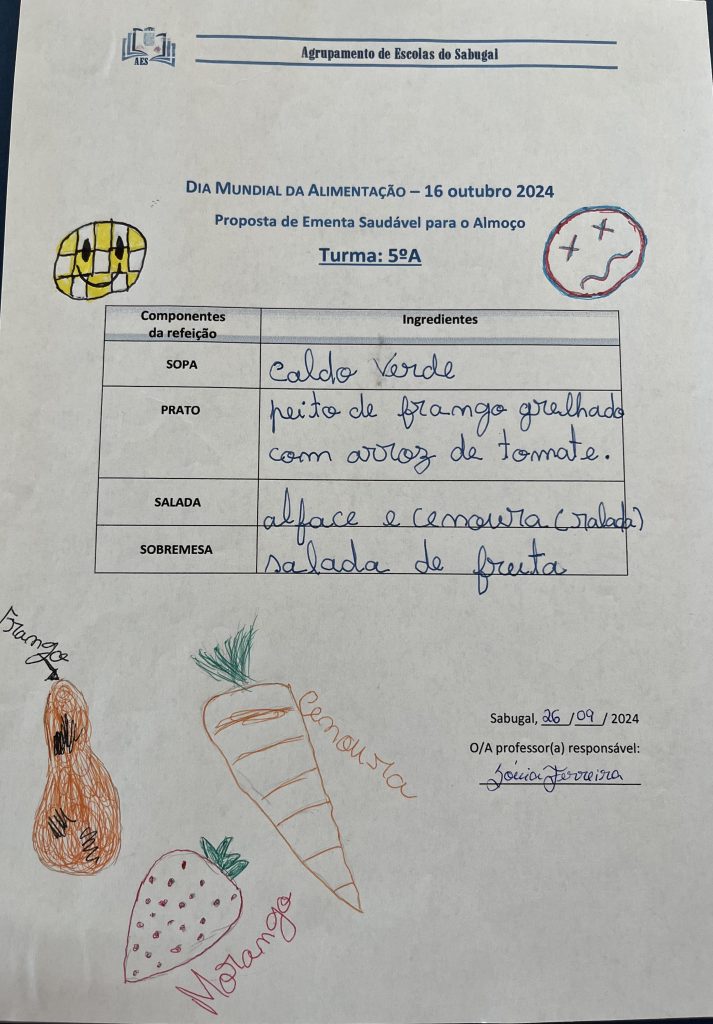 AES
Agrupamento de Escolas do Sabugal
DIA MUNDIAL DA ALIMENTAÇÃO – 16 outubro 2024
Proposta de Ementa Saudável para o Almoço
Turma: 5ºA
Componentes
da refeição
Ingredientes
SOPA
Caldo Verde
PRATO
peito de frango grelhado
com arroz de tomate.
SALADA
alface e cenoura (ralada)
SOBREMESA
salada de fruta
Frango
Cenoura
Morango
Sabugal, 26 / 09 / 2024
O/A professor(a) responsável:
Sónia Ferreira